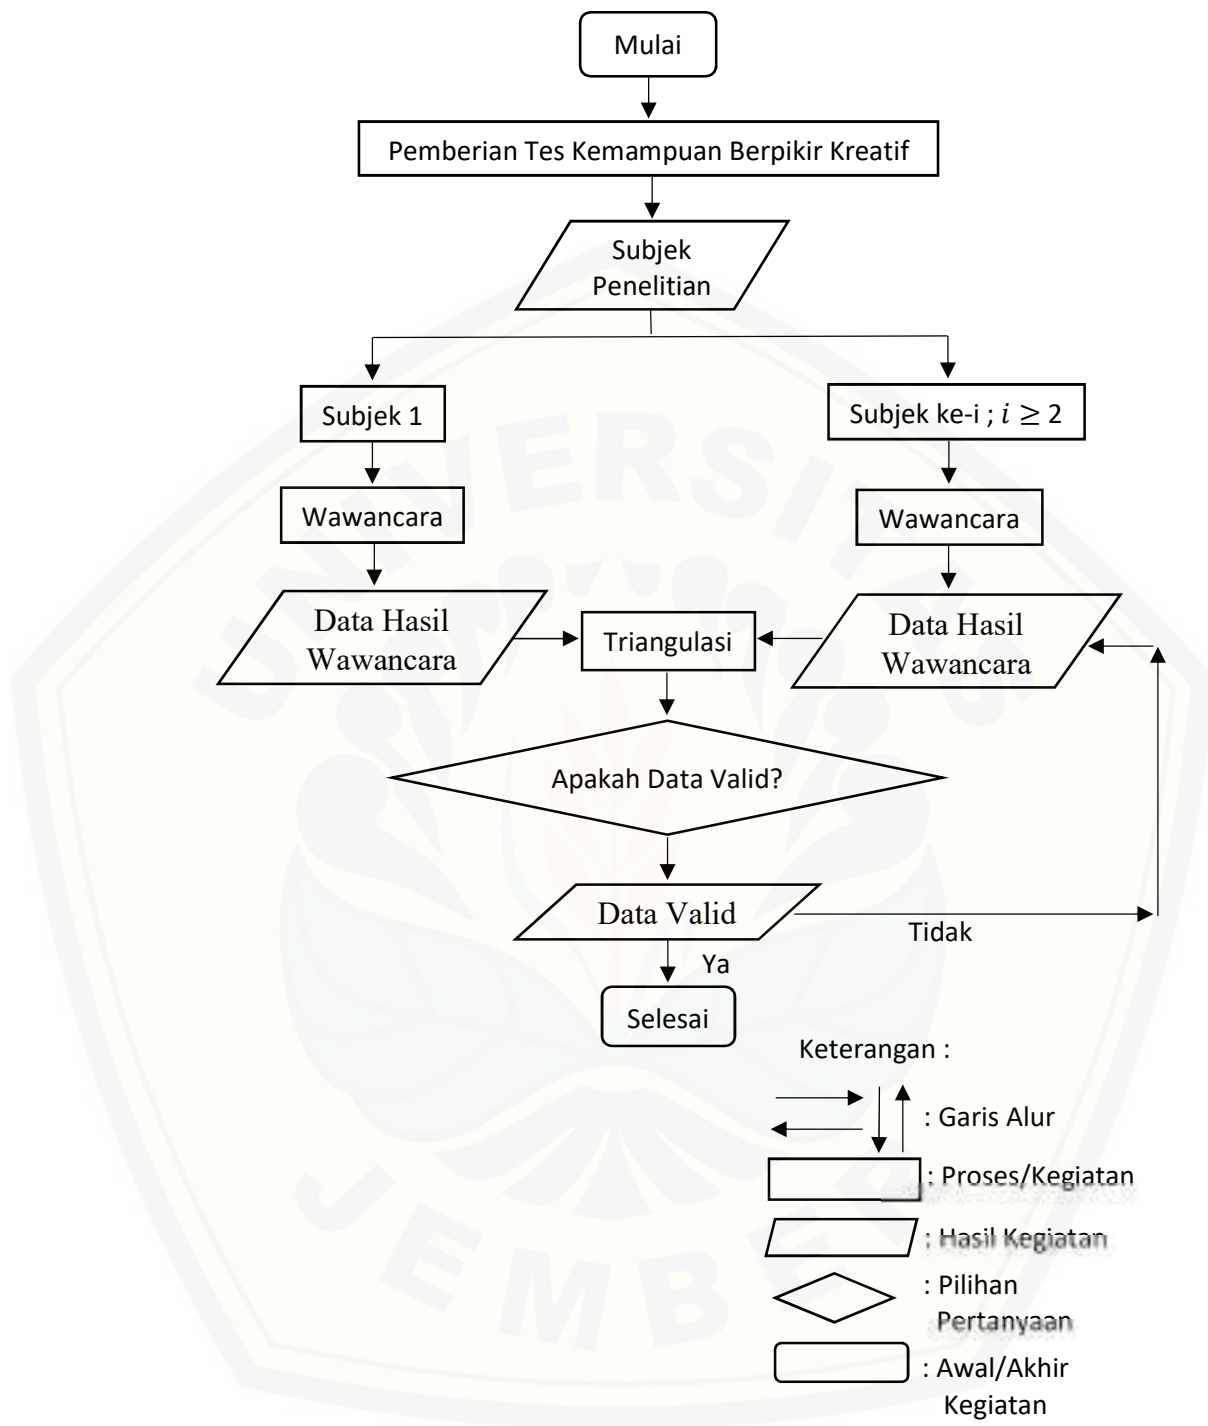 Mulai
Pemberian Tes Kemampuan Berpikir Kreatif
Subjek
Penelitian
Subjek 1
Subjek ke-i ; 𝑖 ≥ 2
Wawancara
Wawancara
Data Hasil
Wawancara
Triangulasi
Data Hasil
Wawancara
Apakah Data Valid?
Data Valid
Tidak
Ya
Selesai
Keterangan :
: Garis Alur
: Proses/Kegiatan
: Hasil Kegiatan
: Pilihan
Pertanyaan
: Awal/Akhir
Kegiatan
UNIVERSITAS
JEMBER